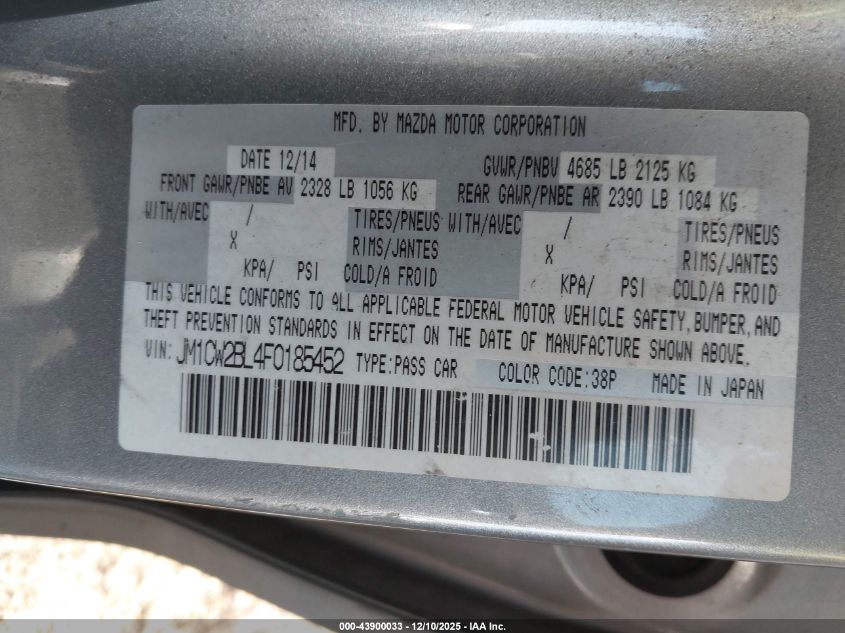 MFD. BY MAZDA MOTOR CORPORATION
DATE 12/14 GVWR/PNBV 4685 LB 2125 KG
FRONT GAWR/PNBE AV 2328 LB 1056 KG REAR GAWR/PNBE AR 2390 LB 1084 KG
WITH/AVEC / TIRES/PNEUS WITH/AVEC / TIRES/PNEUS
X RIMS/JANTES X RIMS/JANTES
KPA/ PSI COLD/A FROID KPA/ PSI COLD/A FROID
THIS VEHICLE CONFORMS TO ALL APPLICABLE FEDERAL MOTOR VEHICLE SAFETY, BUMPER, AND
THEFT PREVENTION STANDARDS IN EFFECT ON THE DATE OF MANUFACTURE SHOWN ABOVE.
VIN: JM1CW2BL4F0185452 TYPE:PASS CAR COLOR CODE:38P MADE IN JAPAN
000-43900033 — 12/10/2025 — IAA Inc.